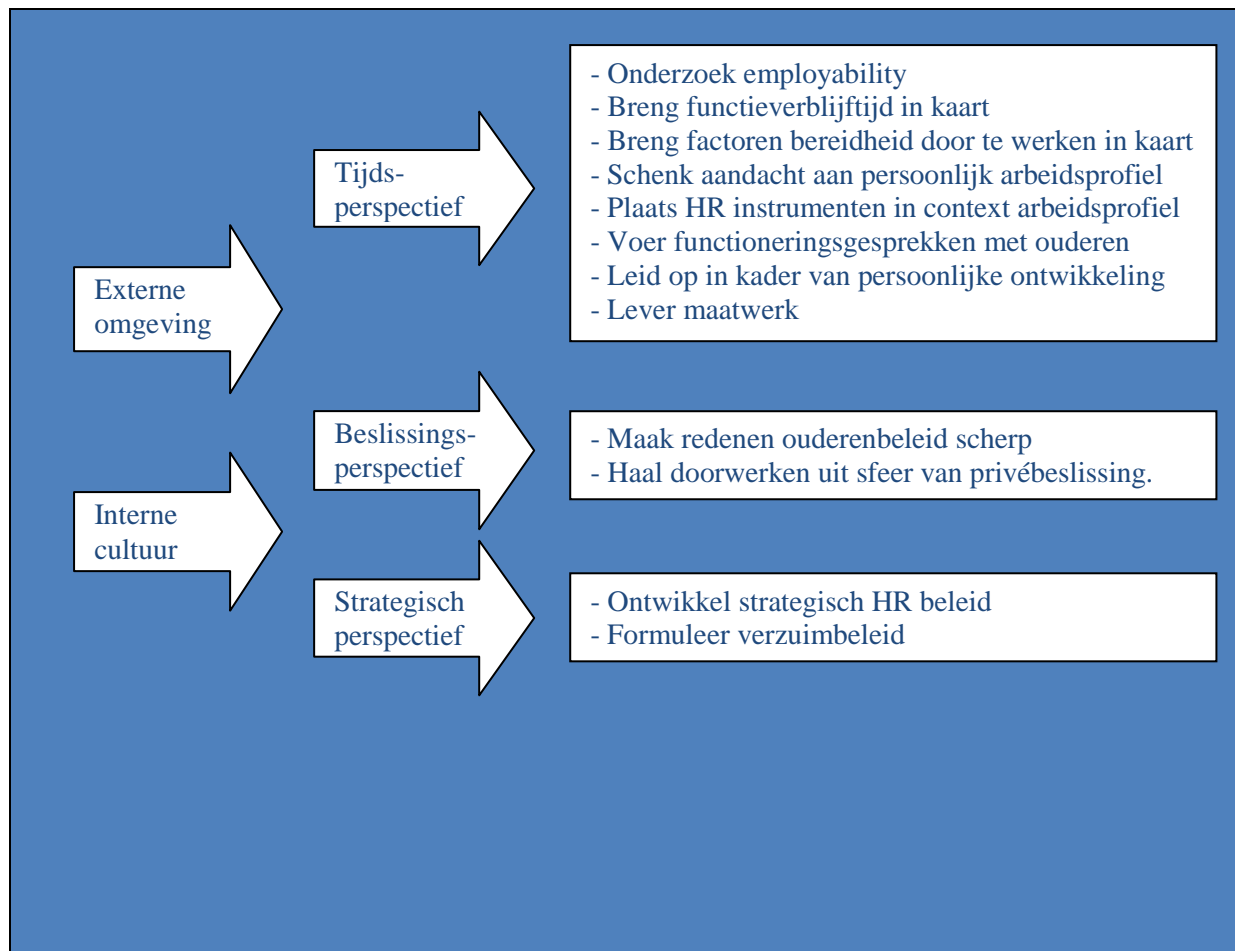 Externe
omgeving
Interne
cultuur
Tijds-
perspectief
Beslissings-
perspectief
Strategisch
perspectief
- Onderzoek employability
- Breng functieverblijftijd in kaart
- Breng factoren bereidheid door te werken in kaart
- Schenk aandacht aan persoonlijk arbeidsprofiel
- Plaats HR instrumenten in context arbeidsprofiel
- Voer functioneringsgesprekken met ouderen
- Leid op in kader van persoonlijke ontwikkeling
- Lever maatwerk
- Maak redenen ouderenbeleid scherp
- Haal doorwerken uit sfeer van privébeslissing.
- Ontwikkel strategisch HR beleid
- Formuleer verzuimbeleid